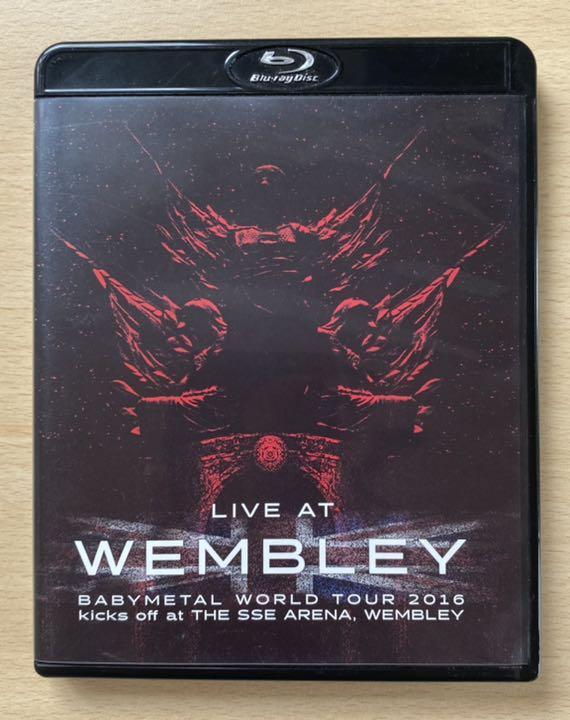 Blu-ray Disc
LIVE AT
WEMBLEY
BABYMETAL WORLD TOUR 2016
kicks off at THE SSE ARENA, WEMBLEY